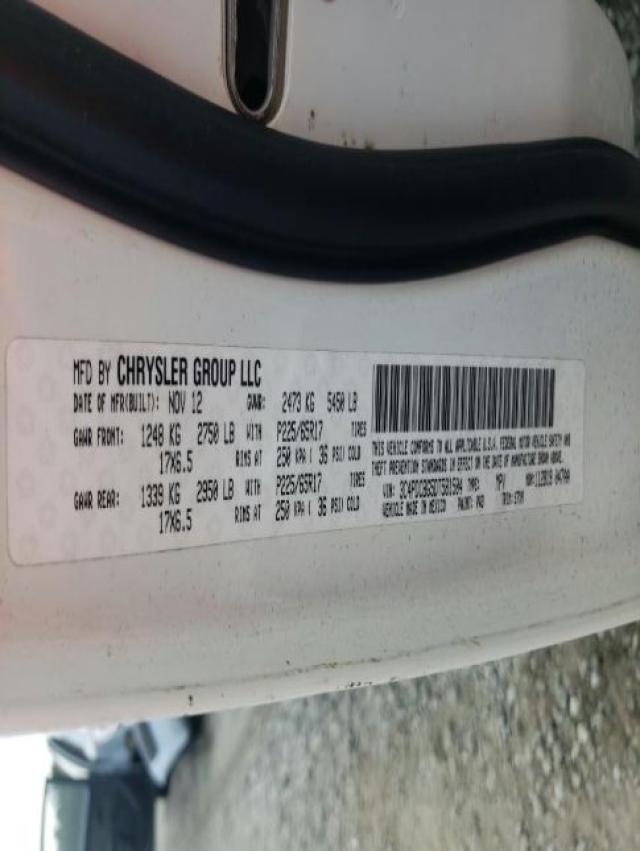 MFD BY CHRYSLER GROUP LLC
DATE OF MFR(BUILT): NOV 12 GVWR: 2473 KG 5450 LB
GAWR FRONT: 1248 KG 2750 LB WITH P225/65R17 TIRES
17X6.5 RIMS AT 250 KPA ( 36 PSI) COLD
GAWR REAR: 1339 KG 2950 LB WITH P225/65R17 TIRES
17X6.5 RIMS AT 250 KPA ( 36 PSI) COLD
THIS VEHICLE CONFORMS TO ALL APPLICABLE U.S.A. FEDERAL MOTOR VEHICLE SAFETY AND
THEFT PREVENTION STANDARDS IN EFFECT ON THE DATE OF MANUFACTURE SHOWN ABOVE.
VIN: TYPE: MPV MDH:
VEHICLE MADE IN MEXICO PAINT: TRIM: